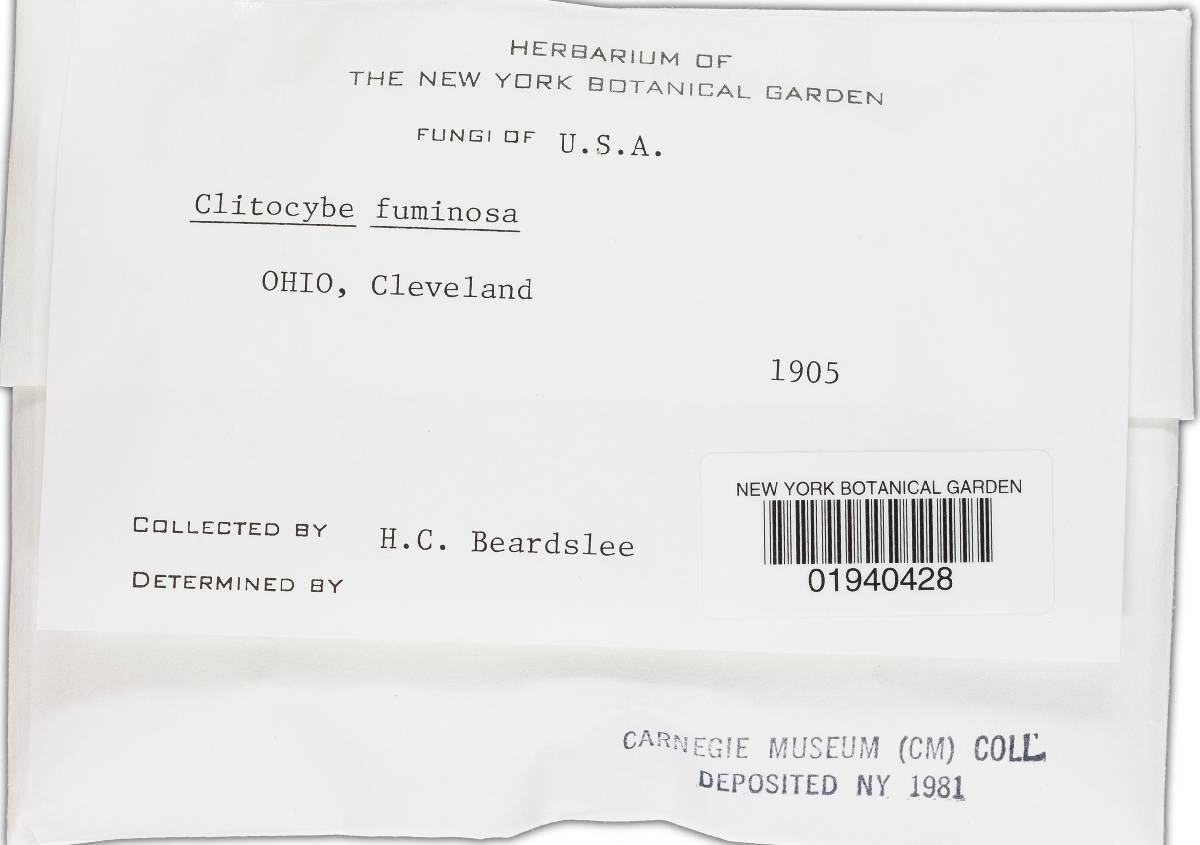 HERBARIUM OF
THE NEW YORK BOTANICAL GARDEN
FUNGI OF U.S.A.
Clitocybe fuminosa
OHIO, Cleveland
1905
COLLECTED BY H.C. Beardslee
DETERMINED BY
NEW YORK BOTANICAL GARDEN
01940428
CARNEGIE MUSEUM (CM) COLL.
DEPOSITED NY 1981